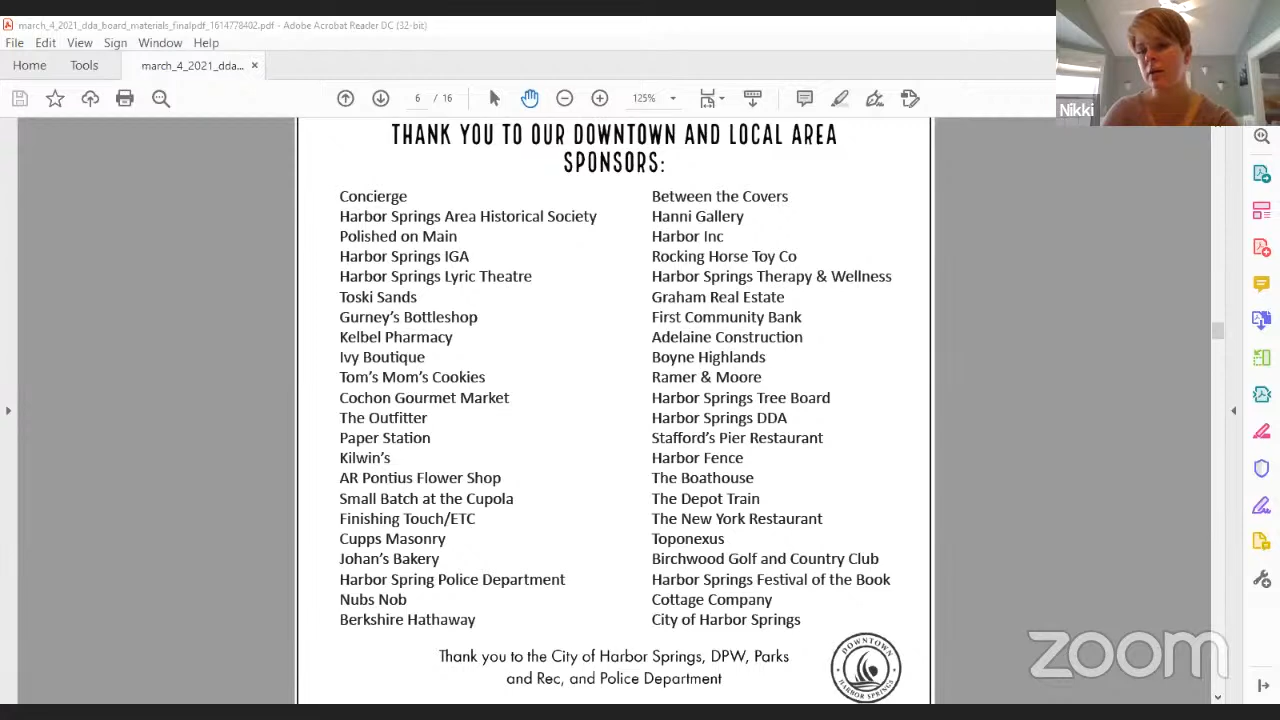 march_4_2021_dda_board_materials_finalpdf_1614778402.pdf - Adobe Acrobat Reader DC (32-bit)
File Edit View Sign Window Help
Home Tools march_4_2021_dda... ×
6 / 16 125%
Nikki
THANK YOU TO OUR DOWNTOWN AND LOCAL AREA
SPONSORS:
Concierge
Harbor Springs Area Historical Society
Polished on Main
Harbor Springs IGA
Harbor Springs Lyric Theatre
Toski Sands
Gurney's Bottleshop
Kelbel Pharmacy
Ivy Boutique
Tom's Mom's Cookies
Cochon Gourmet Market
The Outfitter
Paper Station
Kilwin's
AR Pontius Flower Shop
Small Batch at the Cupola
Finishing Touch/ETC
Cupps Masonry
Johan's Bakery
Harbor Spring Police Department
Nubs Nob
Berkshire Hathaway
Between the Covers
Hanni Gallery
Harbor Inc
Rocking Horse Toy Co
Harbor Springs Therapy & Wellness
Graham Real Estate
First Community Bank
Adelaine Construction
Boyne Highlands
Ramer & Moore
Harbor Springs Tree Board
Harbor Springs DDA
Stafford's Pier Restaurant
Harbor Fence
The Boathouse
The Depot Train
The New York Restaurant
Toponexus
Birchwood Golf and Country Club
Harbor Springs Festival of the Book
Cottage Company
City of Harbor Springs
Thank you to the City of Harbor Springs, DPW, Parks
and Rec, and Police Department
DOWNTOWN
HARBOR SPRINGS
zoom